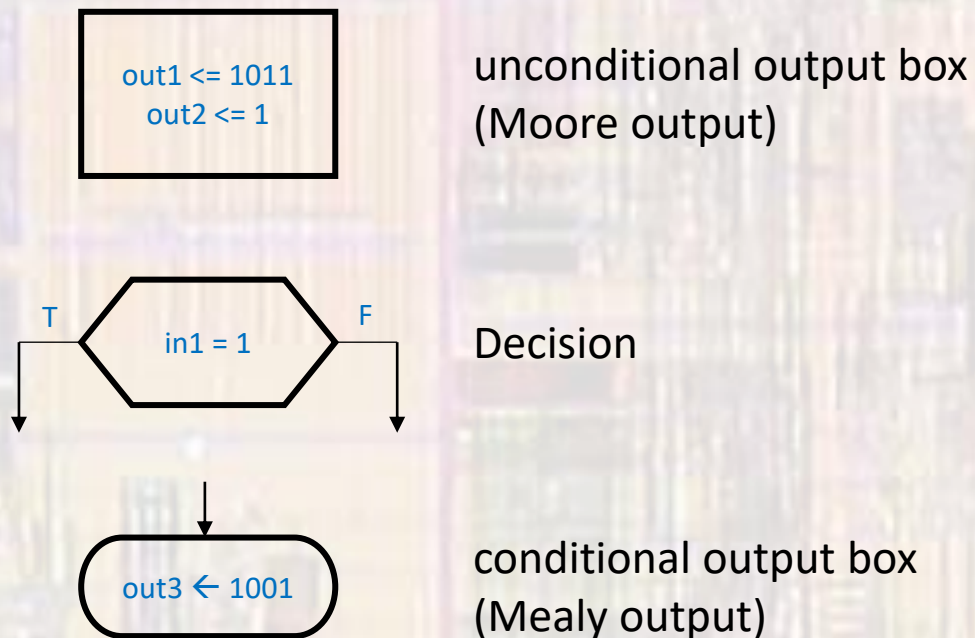 out1 <= 1011
out2 <= 1
unconditional output box
(Moore output)
T
in1 = 1
F
Decision
out3 ← 1001
conditional output box
(Mealy output)